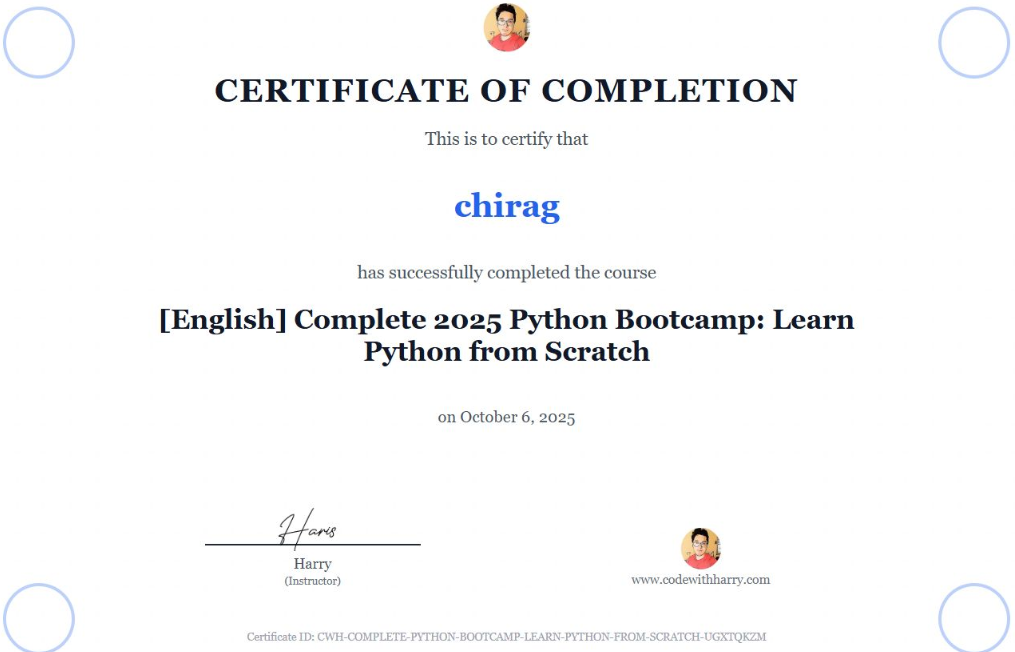 CERTIFICATE OF COMPLETION
This is to certify that
chirag
has successfully completed the course
[English] Complete 2025 Python Bootcamp: Learn
Python from Scratch
on October 6, 2025
Haris
Harry
(Instructor)
www.codewithharry.com
Certificate ID: CWH-COMPLETE-PYTHON-BOOTCAMP-LEARN-PYTHON-FROM-SCRATCH-UGXTQKZM